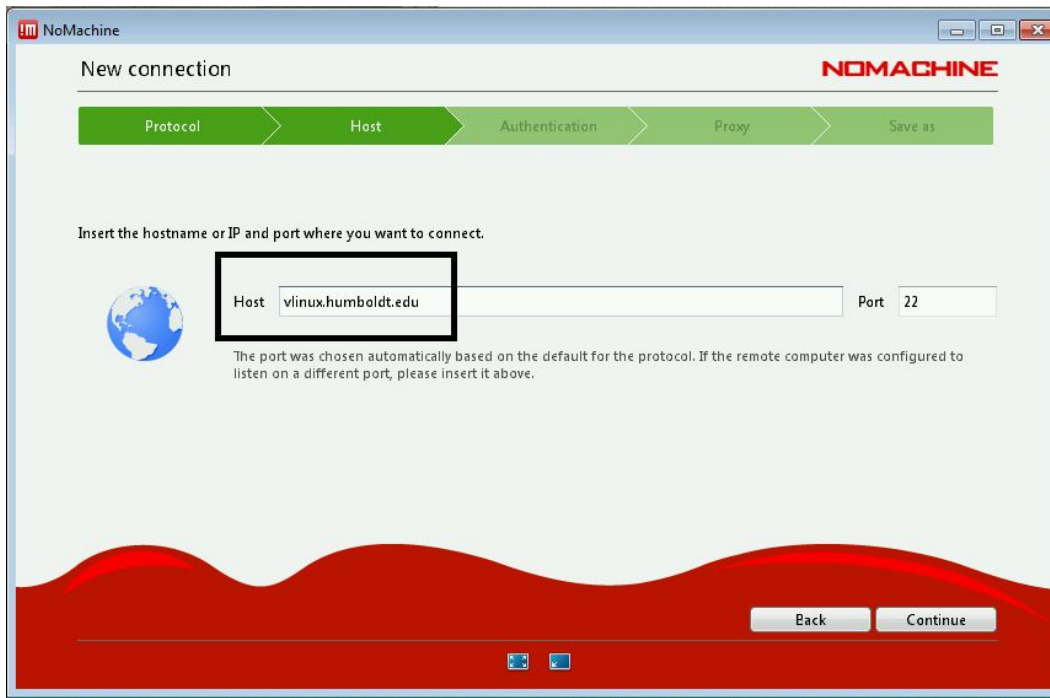 !M NoMachine
New connection
NOMACHINE
Protocol
Host
Authentication
Proxy
Save as
Insert the hostname or IP and port where you want to connect.
Host vlinux.humboldt.edu Port 22
The port was chosen automatically based on the default for the protocol. If the remote computer was configured to
listen on a different port, please insert it above.
Back Continue